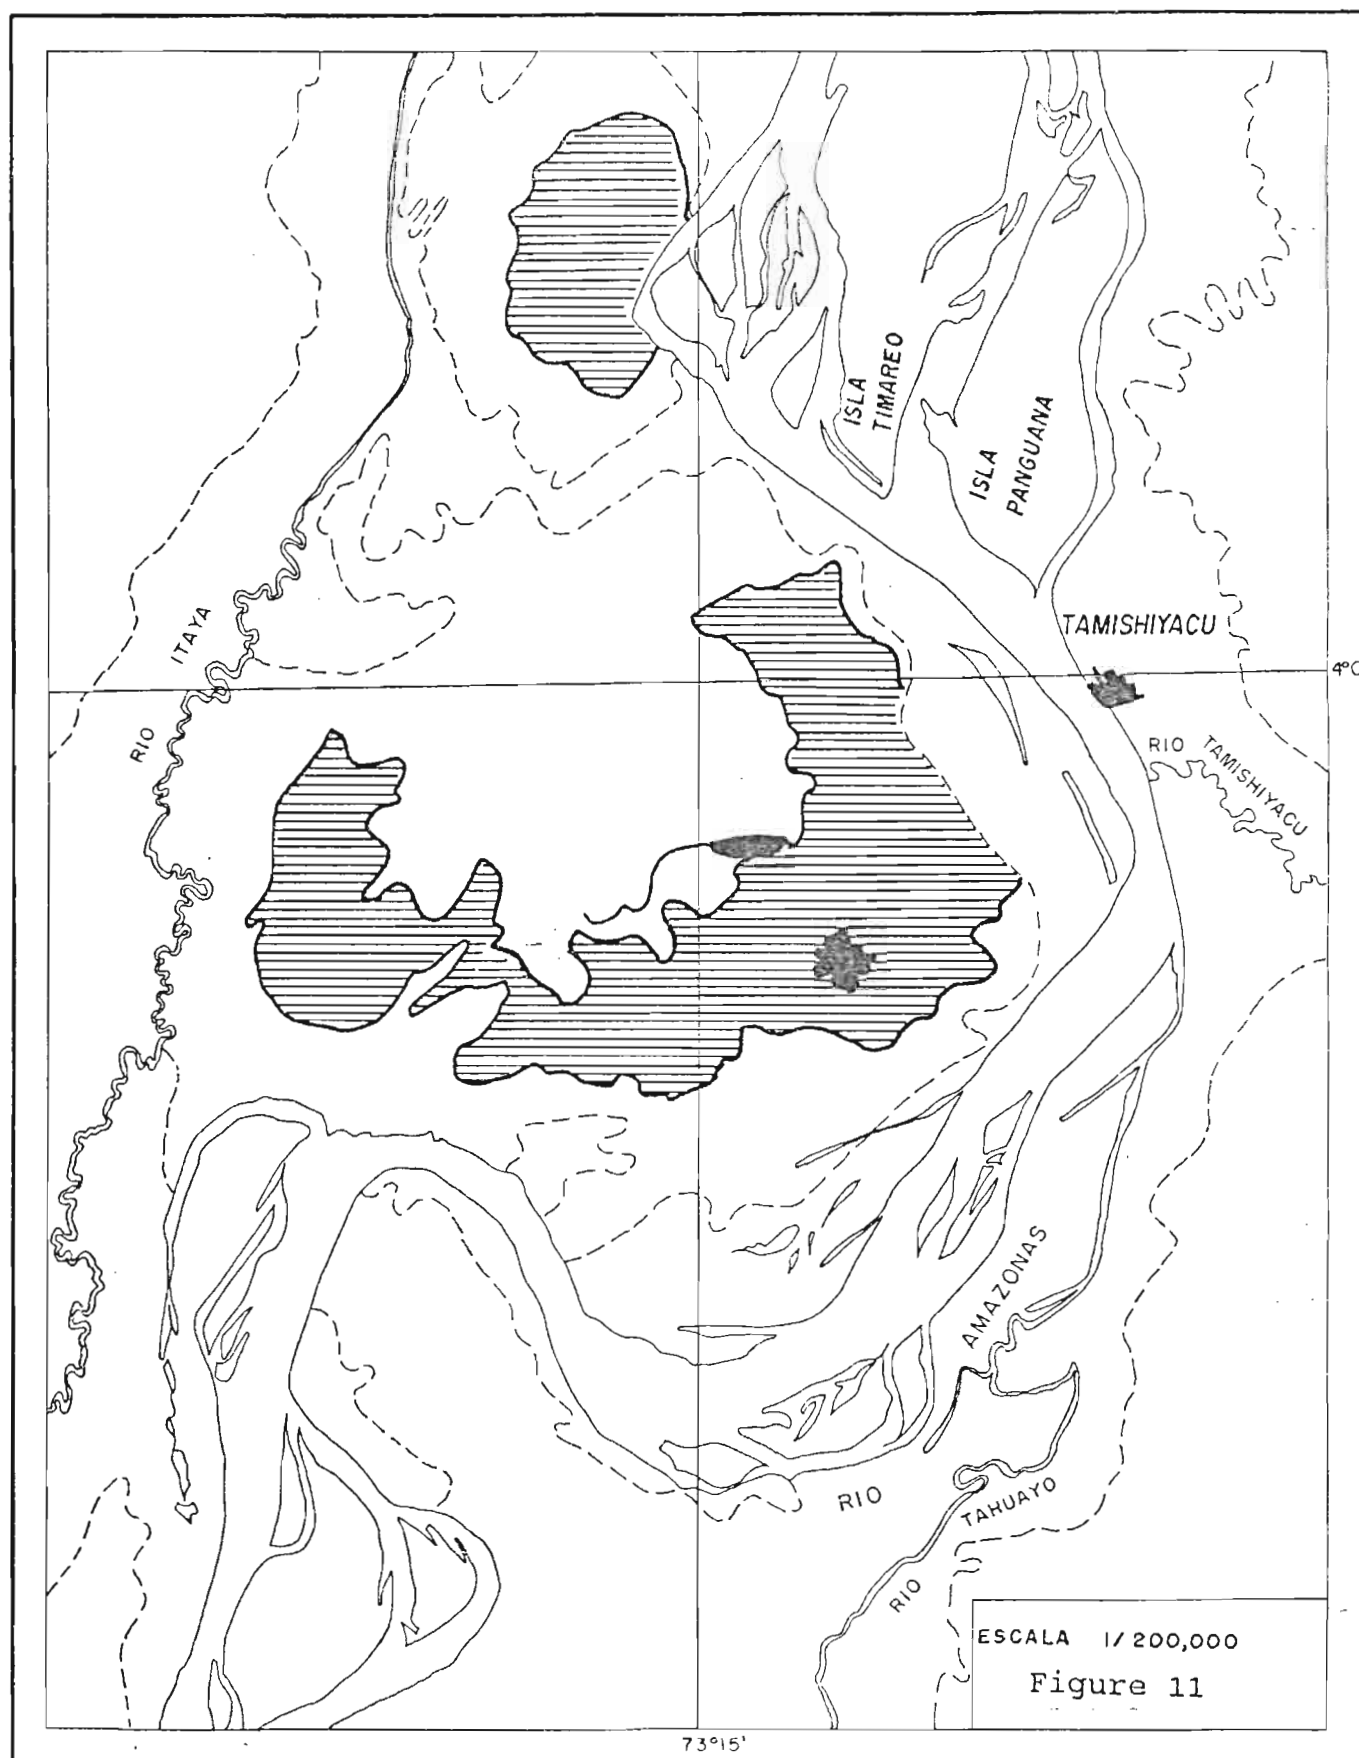 ISLA
TIMAREO
ISLA
PANGUANA
TAMISHIYACU
4°0
RIO ITAYA
RIO TAMISHIYACU
RIO AMAZONAS
RIO TAHUAYO
ESCALA 1/200,000
Figure 11
73°15'